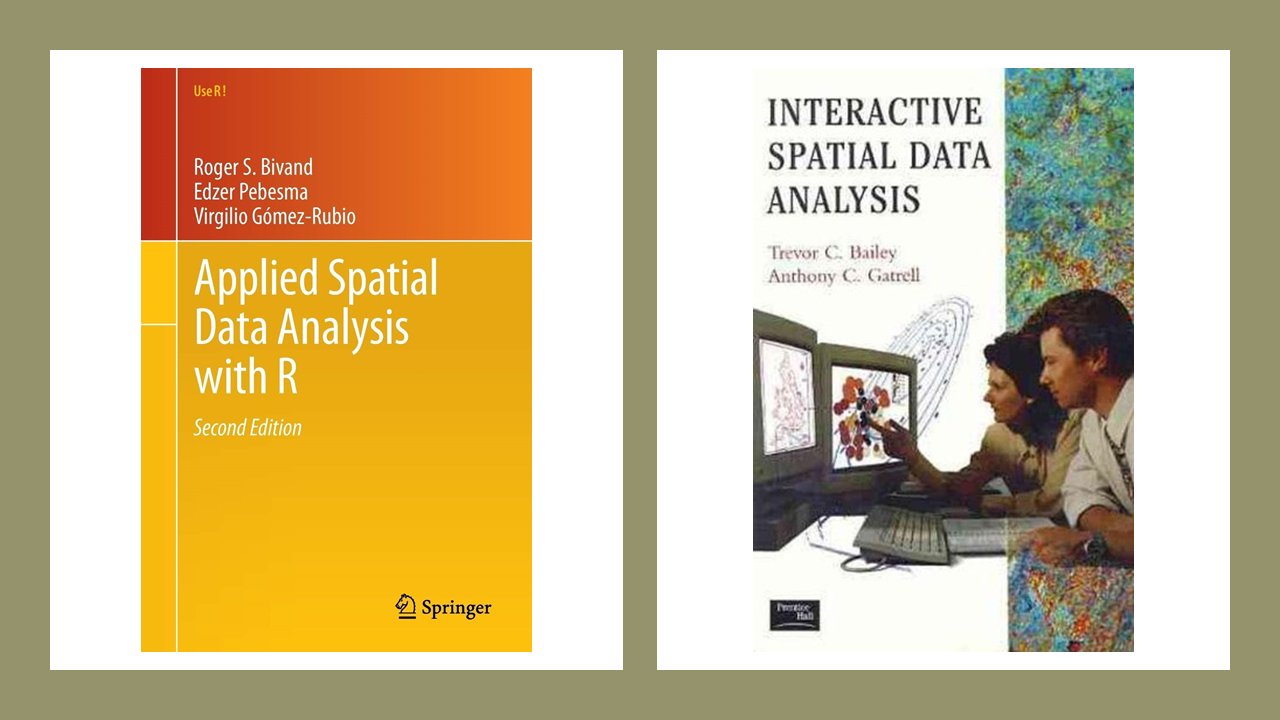 Use R !
Roger S. Bivand
Edzer Pebesma
Virgilio Gómez-Rubio
Applied Spatial
Data Analysis
with R
Second Edition
Springer
INTERACTIVE
SPATIAL DATA
ANALYSIS
Trevor C. Bailey
Anthony C. Gatrell
Prentice
Hall